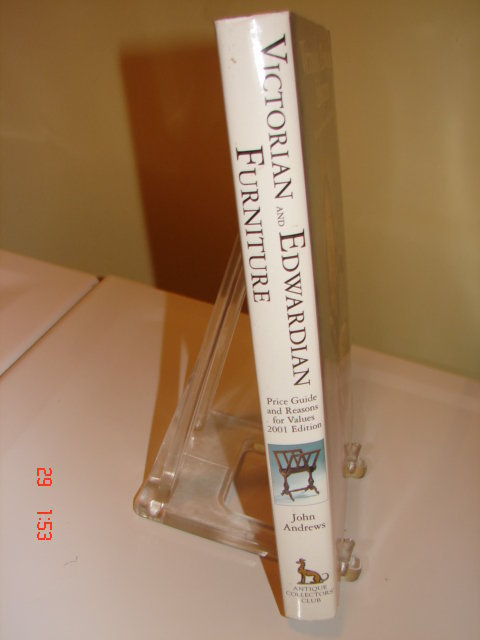 VICTORIAN AND EDWARDIAN
FURNITURE
Price Guide
and Reasons
for Values
2001 Edition
John
Andrews
ANTIQUE
COLLECTORS'
CLUB
29 1:53